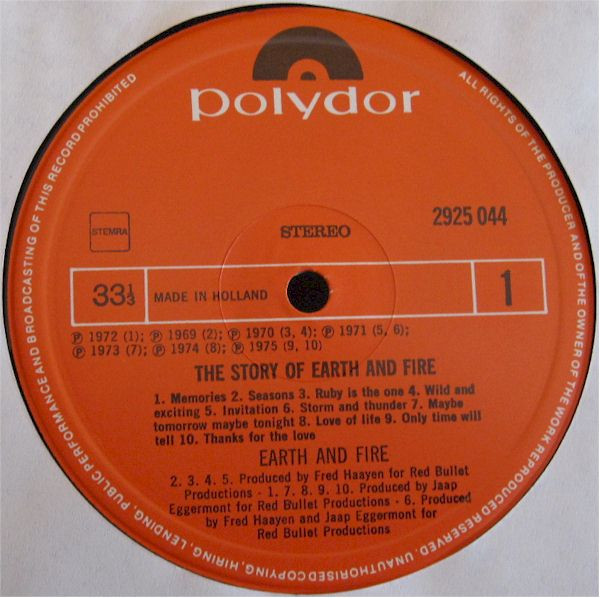 polydor
STEMRA
STEREO
2925 044
33⅓
MADE IN HOLLAND
1
Ⓟ 1972 (1); Ⓟ 1969 (2); Ⓟ 1970 (3, 4); Ⓟ 1971 (5, 6);
Ⓟ 1973 (7); Ⓟ 1974 (8); Ⓟ 1975 (9, 10)
THE STORY OF EARTH AND FIRE
1. Memories 2. Seasons 3. Ruby is the one 4. Wild and
exciting 5. Invitation 6. Storm and thunder 7. Maybe
tomorrow maybe tonight 8. Love of life 9. Only time will
tell 10. Thanks for the love
EARTH AND FIRE
2. 3. 4. 5. Produced by Fred Haayen for Red Bullet
Productions - 1. 7. 8. 9. 10. Produced by Jaap
Eggermont for Red Bullet Productions - 6. Produced
by Fred Haayen and Jaap Eggermont for
Red Bullet Productions
ALL RIGHTS OF THE PRODUCER AND OF THE OWNER OF THE WORK REPRODUCED RESERVED. UNAUTHORISED COPYING, HIRING, LENDING, PUBLIC PERFORMANCE AND BROADCASTING OF THIS RECORD PROHIBITED